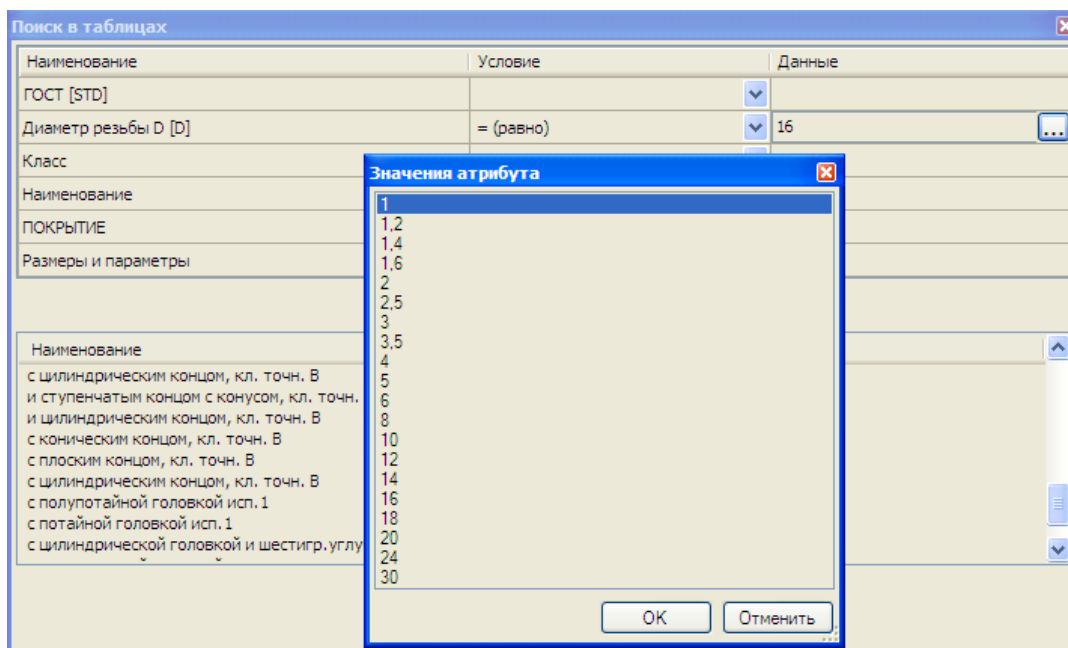 Поиск в таблицах
Наименование Условие Данные
ГОСТ [STD]
Диаметр резьбы D [D] = (равно) 16 ...
Класс
Наименование
ПОКРЫТИЕ
Размеры и параметры
Значения атрибута
1
1,2
1,4
1,6
2
2,5
3
3,5
4
5
6
8
10
12
14
16
18
20
24
30
OK Отменить
Наименование
с цилиндрическим концом, кл. точн. В
и ступенчатым концом с конусом, кл. точн.
и цилиндрическим концом, кл. точн. В
с коническим концом, кл. точн. В
с плоским концом, кл. точн. В
с цилиндрическим концом, кл. точн. В
с полупотайной головкой исп.1
с потайной головкой исп.1
с цилиндрической головкой и шестигр.углу